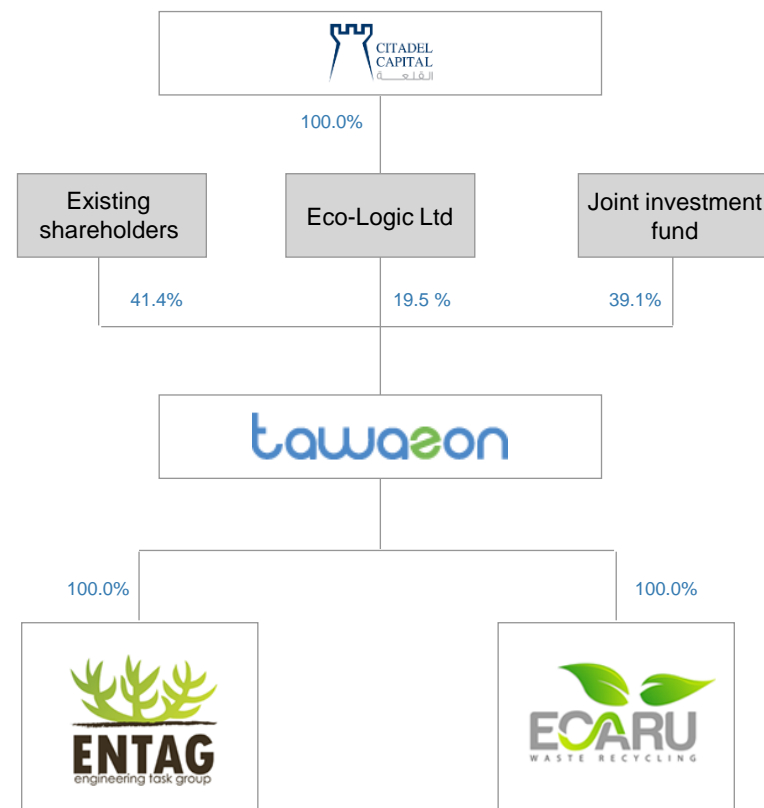 CITADEL
CAPITAL
القلعة
100.0%
Existing
shareholders
Eco-Logic Ltd
Joint investment
fund
41.4%
19.5 %
39.1%
tawazon
100.0%
100.0%
ENTAG
engineering task group
ECARU
WASTE RECYCLING